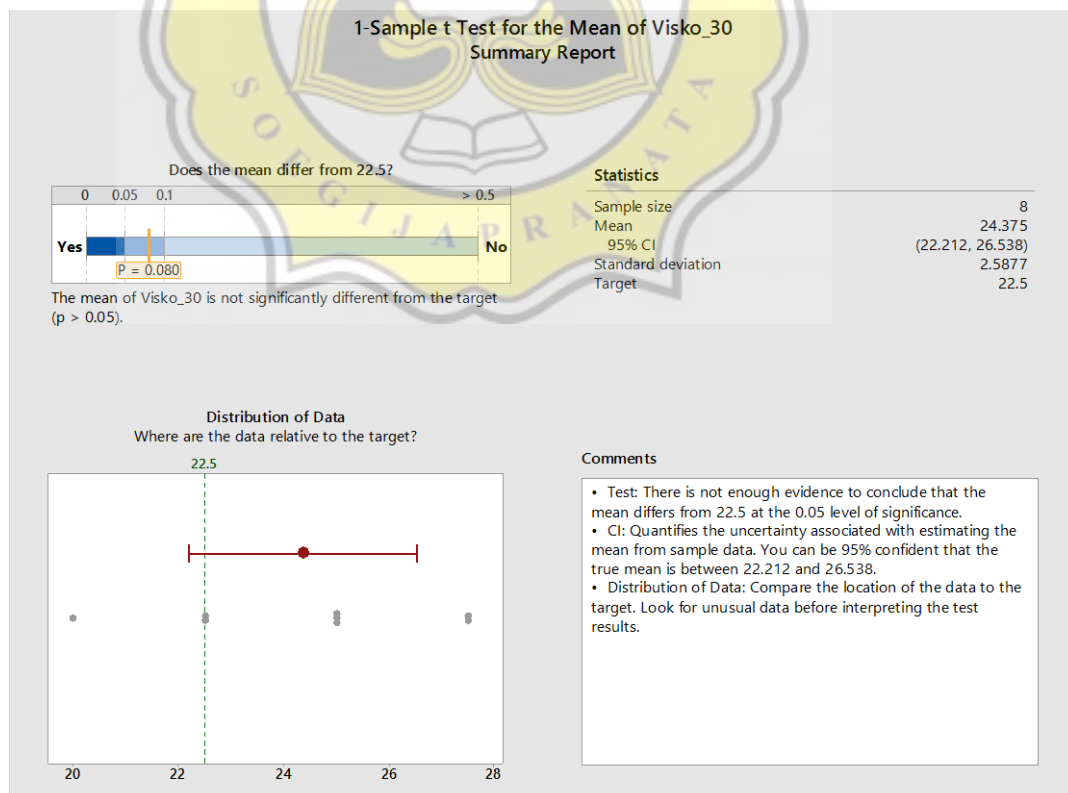 1-Sample t Test for the Mean of Visko_30
Summary Report
SOEGIJAPRANATA
Does the mean differ from 22.5?
0 0.05 0.1 > 0.5
Yes No
P = 0.080
The mean of Visko_30 is not significantly different from the target
(p > 0.05).
Statistics
Sample size 8
Mean 24.375
95% CI (22.212, 26.538)
Standard deviation 2.5877
Target 22.5
Distribution of Data
Where are the data relative to the target?
22.5
20 22 24 26 28
Comments
• Test: There is not enough evidence to conclude that the
mean differs from 22.5 at the 0.05 level of significance.
• CI: Quantifies the uncertainty associated with estimating the
mean from sample data. You can be 95% confident that the
true mean is between 22.212 and 26.538.
• Distribution of Data: Compare the location of the data to the
target. Look for unusual data before interpreting the test
results.